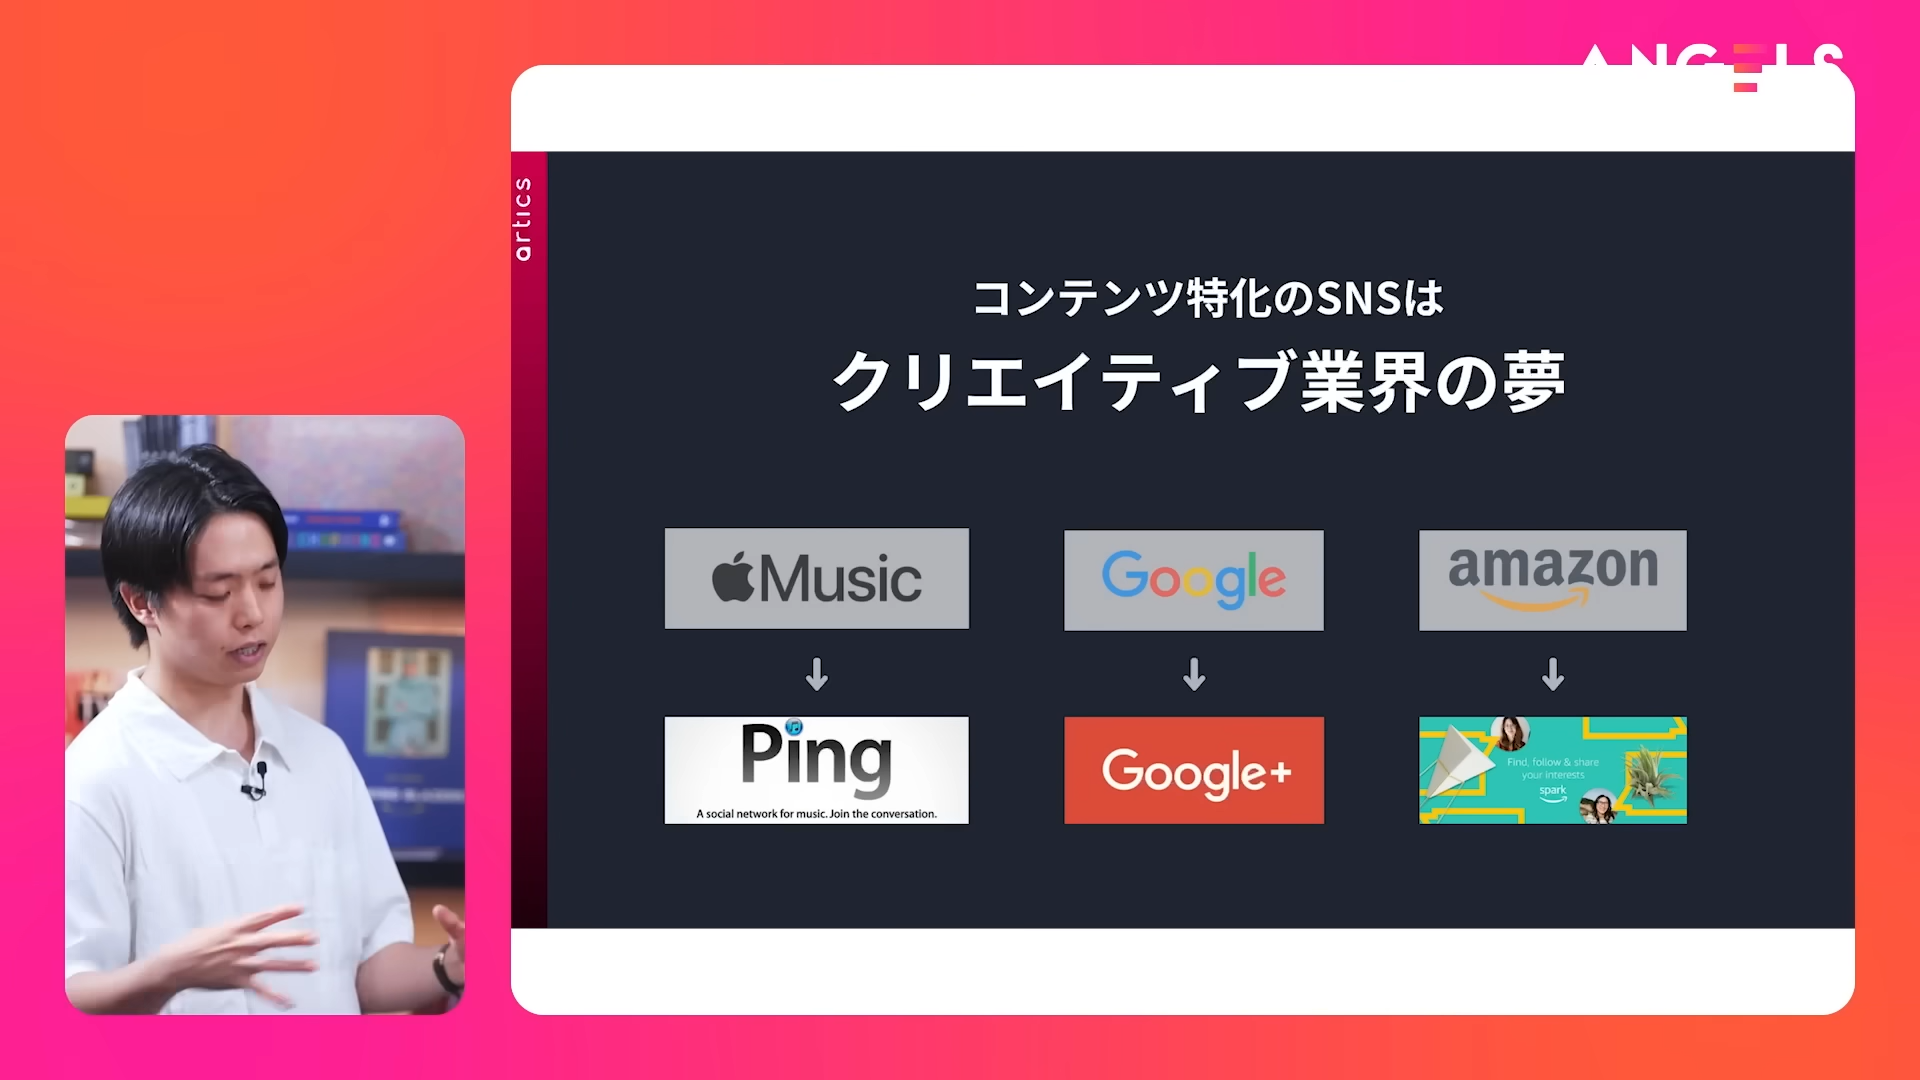 ANGELS
artics
コンテンツ特化のSNSは
クリエイティブ業界の夢
Music
Google
amazon
Ping
A social network for music. Join the conversation.
Google+
Find, follow & share
your interests
spark